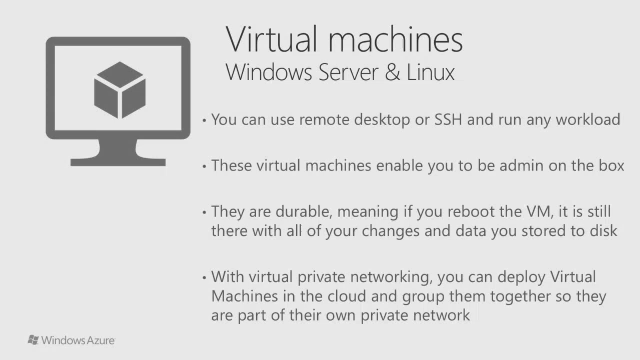 Virtual machines
Windows Server & Linux
• You can use remote desktop or SSH and run any workload
• These virtual machines enable you to be admin on the box
• They are durable, meaning if you reboot the VM, it is still
there with all of your changes and data you stored to disk
• With virtual private networking, you can deploy Virtual
Machines in the cloud and group them together so they
are part of their own private network
Windows Azure